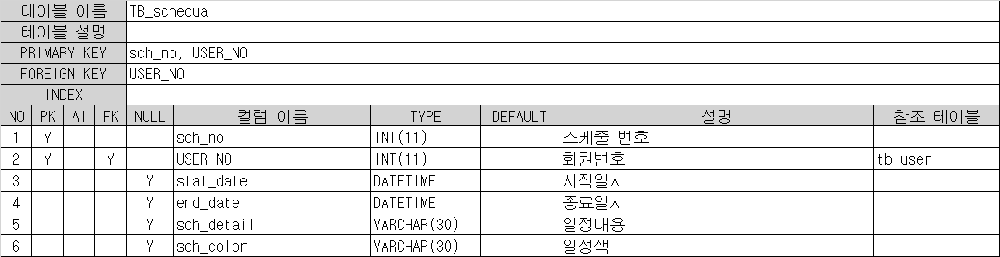 테이블 이름 TB_schedual
테이블 설명
PRIMARY KEY sch_no, USER_NO
FOREIGN KEY USER_NO
INDEX
NO PK AI FK NULL 컬럼 이름 TYPE DEFAULT 설명 참조 테이블
1 Y sch_no INT(11) 스케줄 번호
2 Y Y USER_NO INT(11) 회원번호 tb_user
3 Y stat_date DATETIME 시작일시
4 Y end_date DATETIME 종료일시
5 Y sch_detail VARCHAR(30) 일정내용
6 Y sch_color VARCHAR(30) 일정색